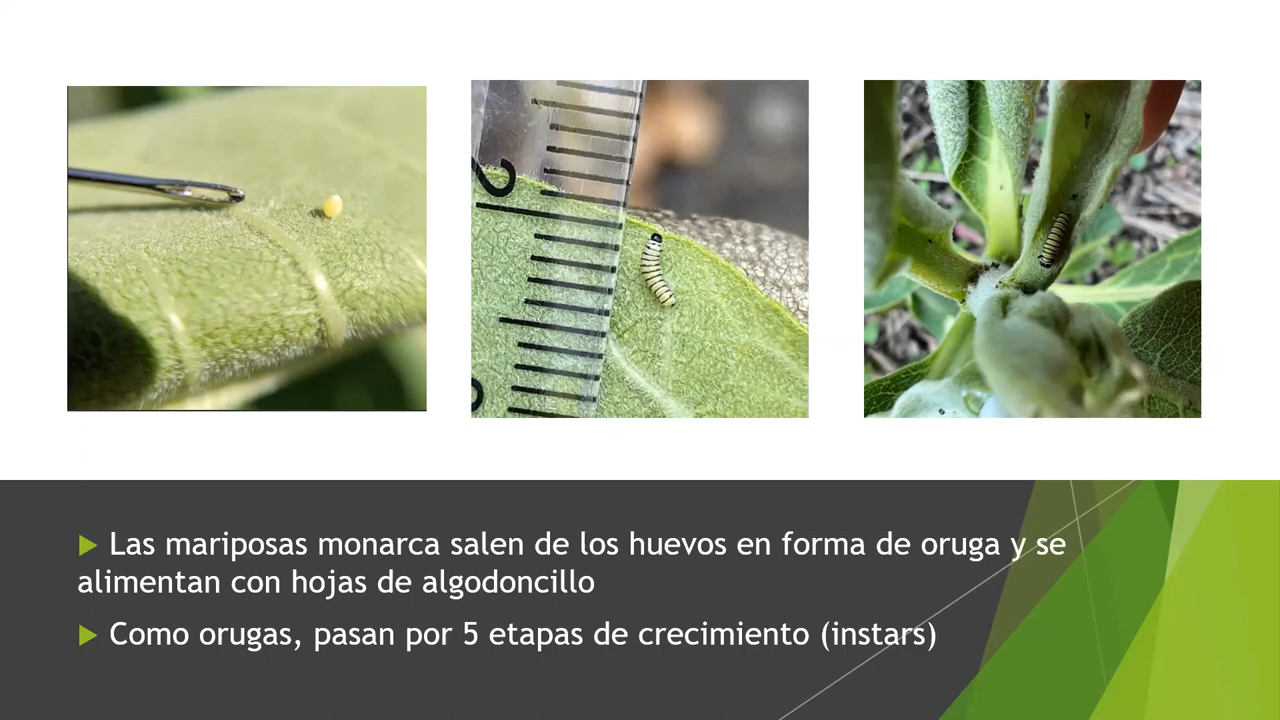 2
Las mariposas monarca salen de los huevos en forma de oruga y se
alimentan con hojas de algodoncillo
Como orugas, pasan por 5 etapas de crecimiento (instars)